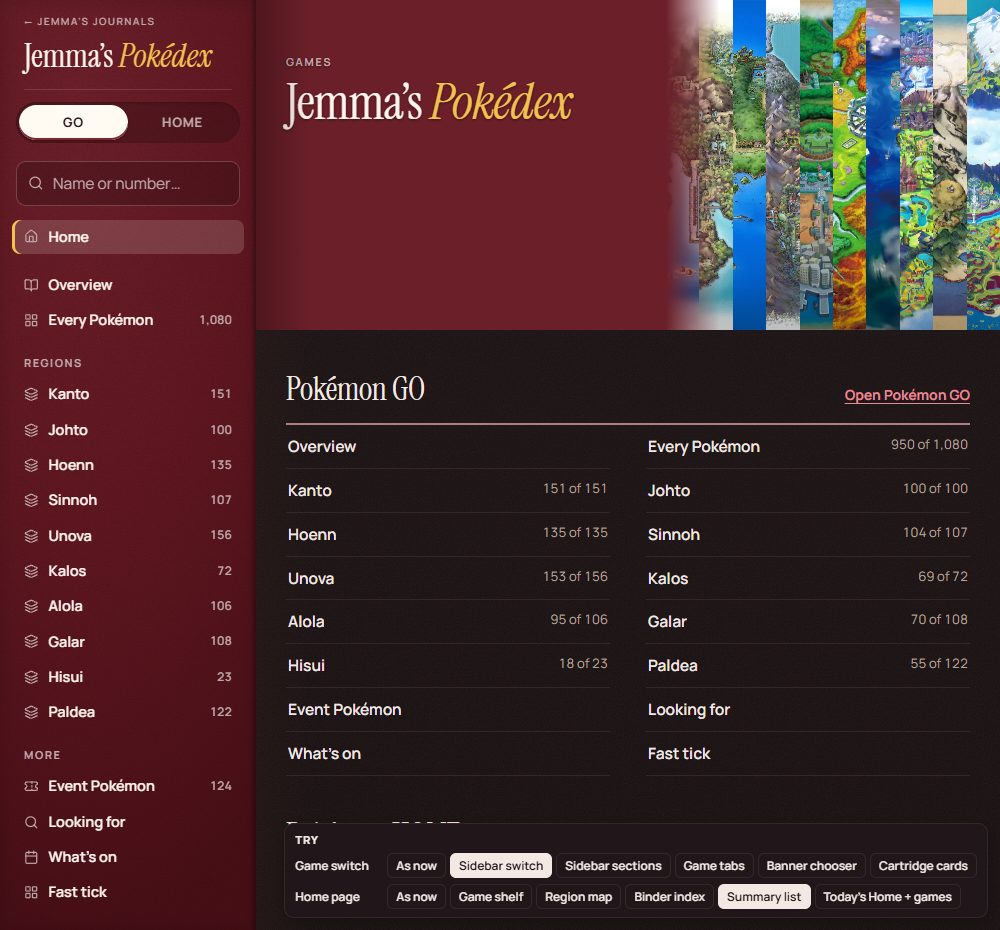 ← JEMMA'S JOURNALS
Jemma's Pokédex
GO HOME
Name or number...
Home
Overview
Every Pokémon 1,080
REGIONS
Kanto 151
Johto 100
Hoenn 135
Sinnoh 107
Unova 156
Kalos 72
Alola 106
Galar 108
Hisui 23
Paldea 122
MORE
Event Pokémon 124
Looking for
What's on
Fast tick
GAMES
Jemma's Pokédex
Pokémon GO
Open Pokémon GO
Overview
Every Pokémon 950 of 1,080
Kanto 151 of 151
Johto 100 of 100
Hoenn 135 of 135
Sinnoh 104 of 107
Unova 153 of 156
Kalos 69 of 72
Alola 95 of 106
Galar 70 of 108
Hisui 18 of 23
Paldea 55 of 122
Event Pokémon
Looking for
What's on
Fast tick
TRY
Game switch As now Sidebar switch Sidebar sections Game tabs Banner chooser Cartridge cards
Home page As now Game shelf Region map Binder index Summary list Today's Home + games